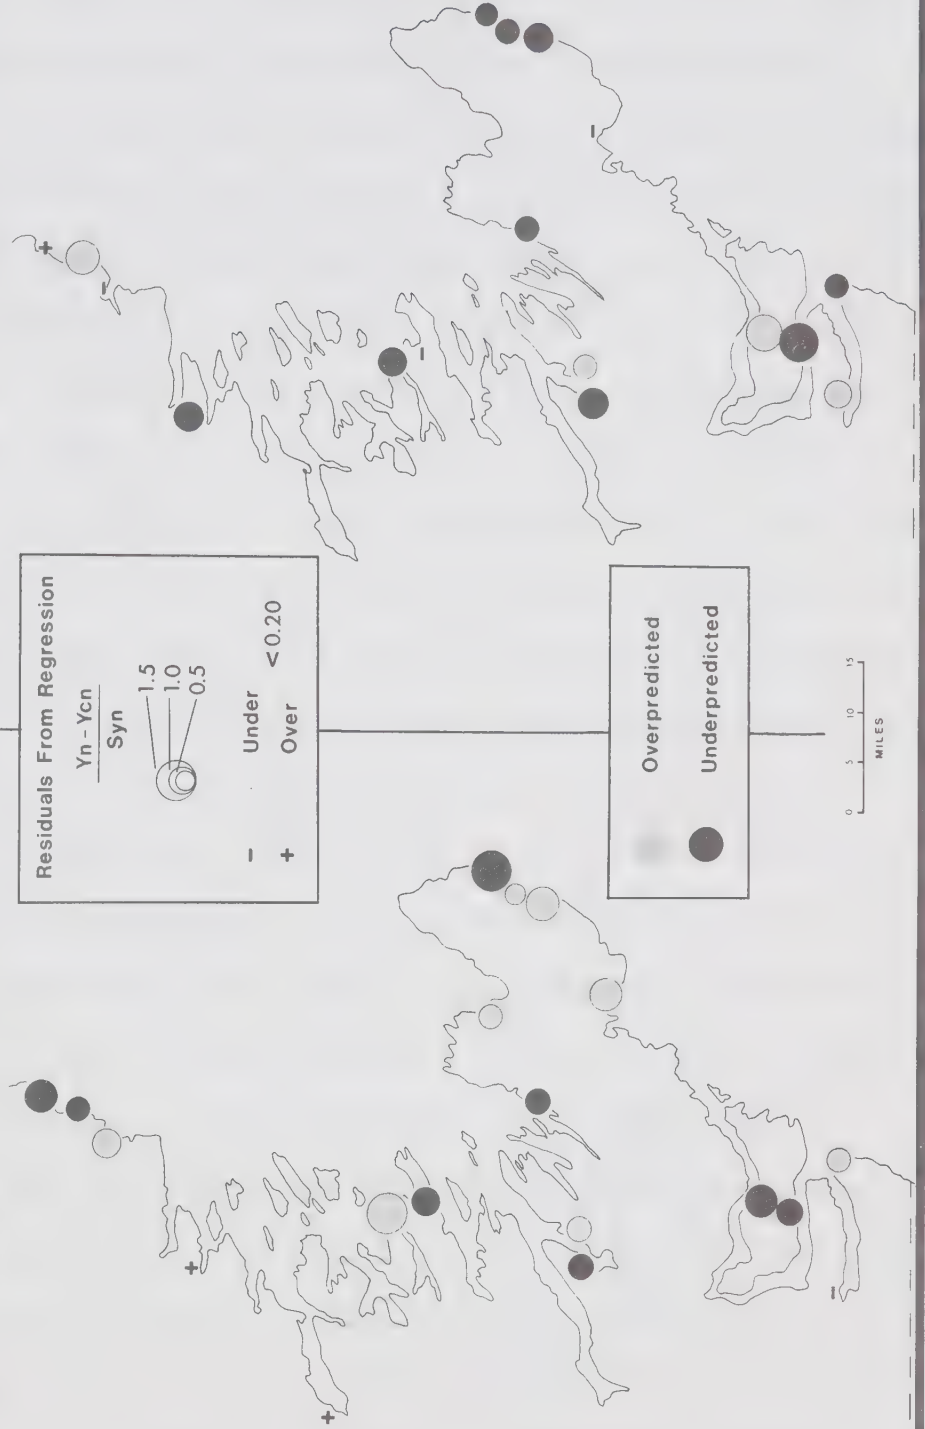 Residuals From Regression
Yn - Ycn
Syn
1.5
1.0
0.5
- Under
+ Over <0.20
Overpredicted
Underpredicted
0 5 10 15
MILES